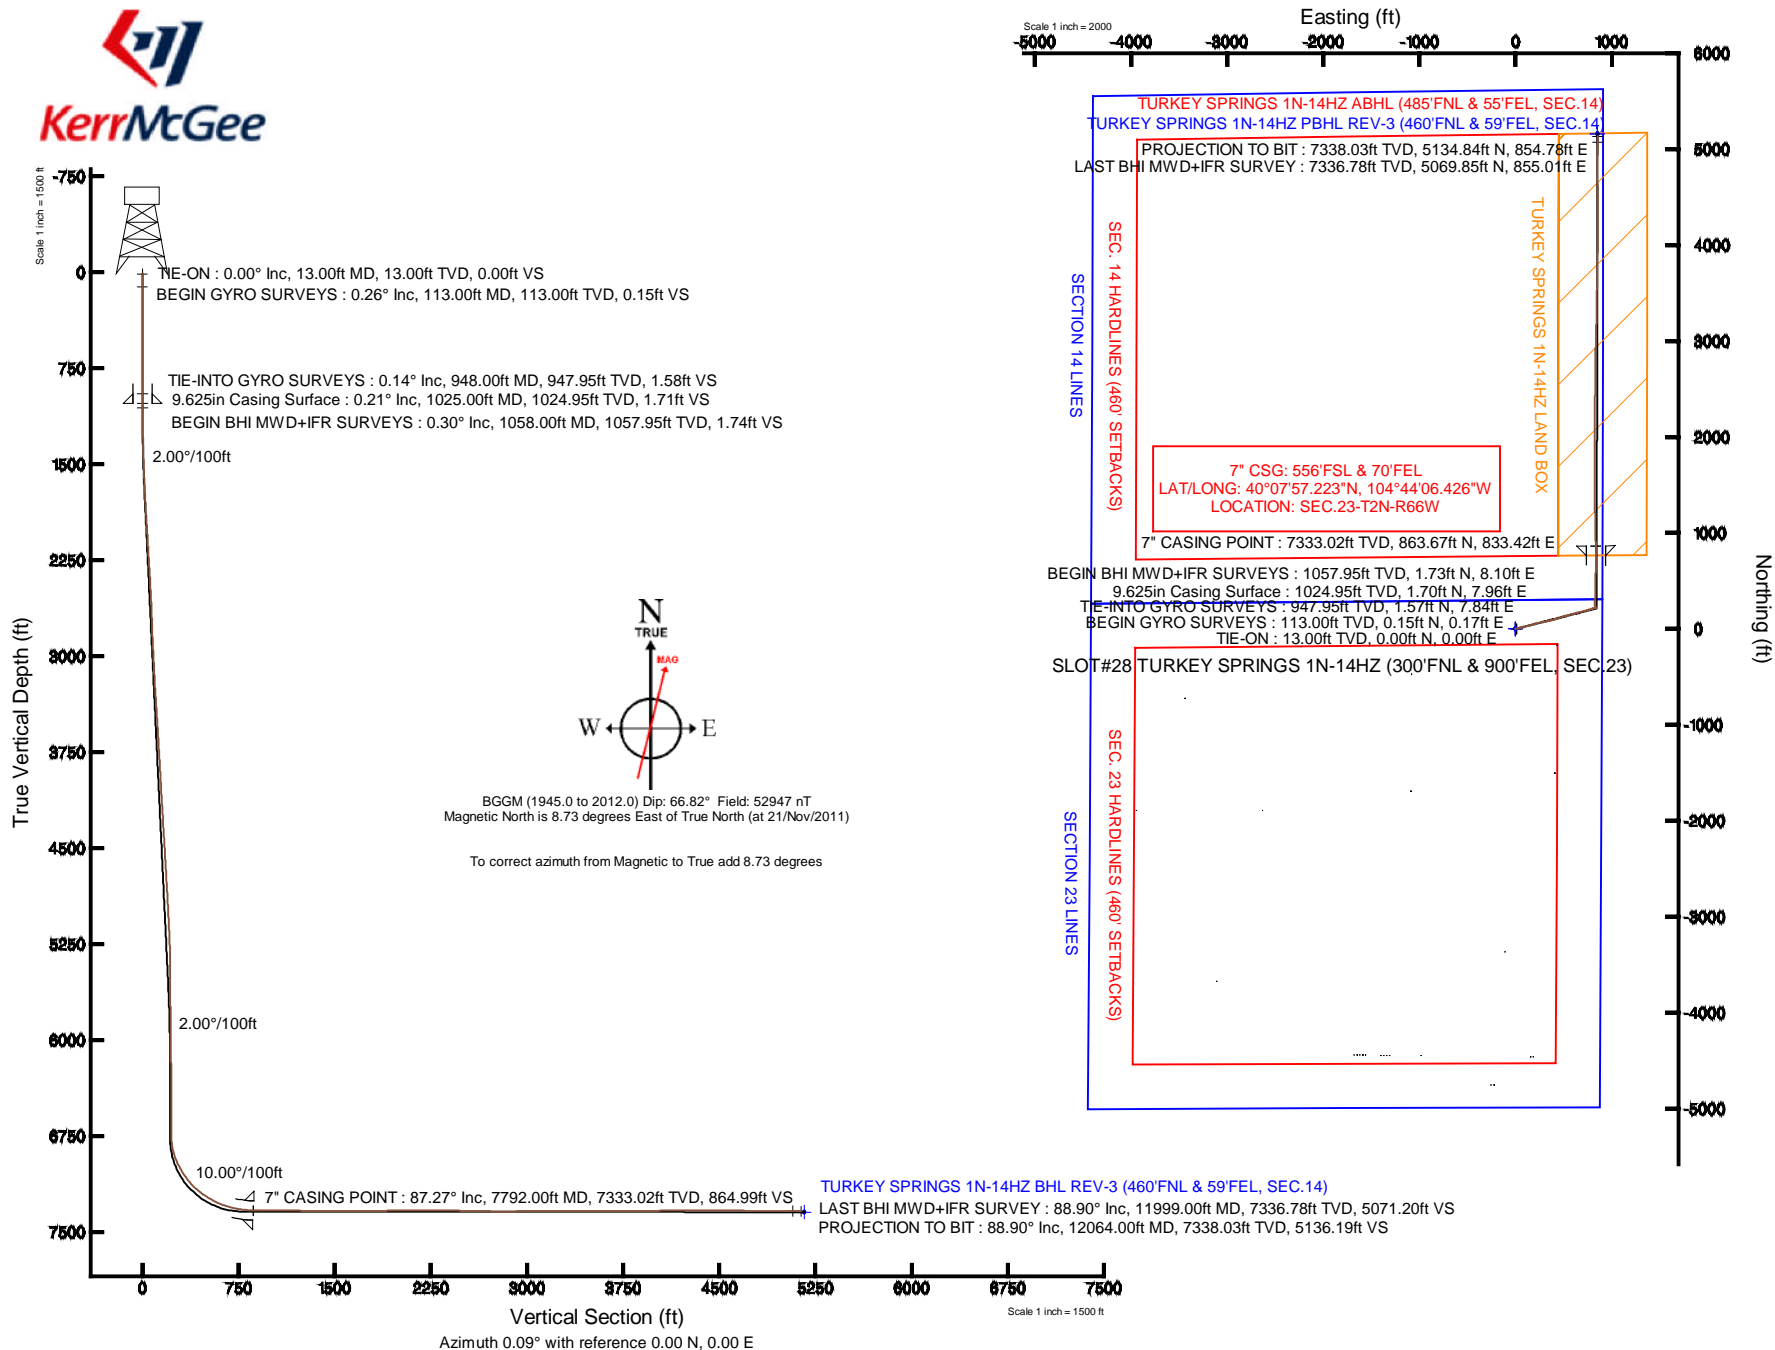 KerrMcGee
Scale 1 inch = 1500 ft
-750
0
750
1500
2250
3000
3750
4500
5250
6000
6750
7500
True Vertical Depth (ft)
TIE-ON : 0.00° Inc, 13.00ft MD, 13.00ft TVD, 0.00ft VS
BEGIN GYRO SURVEYS : 0.26° Inc, 113.00ft MD, 113.00ft TVD, 0.15ft VS
TIE-INTO GYRO SURVEYS : 0.14° Inc, 948.00ft MD, 947.95ft TVD, 1.58ft VS
9.625in Casing Surface : 0.21° Inc, 1025.00ft MD, 1024.95ft TVD, 1.71ft VS
BEGIN BHI MWD+IFR SURVEYS : 0.30° Inc, 1058.00ft MD, 1057.95ft TVD, 1.74ft VS
2.00°/100ft
2.00°/100ft
10.00°/100ft
7" CASING POINT : 87.27° Inc, 7792.00ft MD, 7333.02ft TVD, 864.99ft VS
TURKEY SPRINGS 1N-14HZ BHL REV-3 (460'FNL & 59'FEL, SEC.14)
LAST BHI MWD+IFR SURVEY : 88.90° Inc, 11999.00ft MD, 7336.78ft TVD, 5071.20ft VS
PROJECTION TO BIT : 88.90° Inc, 12064.00ft MD, 7338.03ft TVD, 5136.19ft VS
0 750 1500 2250 3000 3750 4500 5250 6000 6750 7500
Vertical Section (ft)
Scale 1 inch = 1500 ft
Azimuth 0.09° with reference 0.00 N, 0.00 E
N
TRUE
MAG
W E
BGGM (1945.0 to 2012.0) Dip: 66.82° Field: 52947 nT
Magnetic North is 8.73 degrees East of True North (at 21/Nov/2011)
To correct azimuth from Magnetic to True add 8.73 degrees
Easting (ft)
Scale 1 inch = 2000
-5000 -4000 -3000 -2000 -1000 0 1000
6000
5000
4000
3000
2000
1000
0
-1000
-2000
-3000
-4000
-5000
Northing (ft)
TURKEY SPRINGS 1N-14HZ ABHL (485'FNL & 55'FEL, SEC.14)
TURKEY SPRINGS 1N-14HZ PBHL REV-3 (460'FNL & 59'FEL, SEC.14)
PROJECTION TO BIT : 7338.03ft TVD, 5134.84ft N, 854.78ft E
LAST BHI MWD+IFR SURVEY : 7336.78ft TVD, 5069.85ft N, 855.01ft E
SECTION 14 LINES
SEC. 14 HARDLINES (460' SETBACKS)
TURKEY SPRINGS 1N-14HZ LAND BOX
7" CSG: 556'FSL & 70'FEL
LAT/LONG: 40°07'57.223"N, 104°44'06.426"W
LOCATION: SEC.23-T2N-R66W
7" CASING POINT : 7333.02ft TVD, 863.67ft N, 833.42ft E
BEGIN BHI MWD+IFR SURVEYS : 1057.95ft TVD, 1.73ft N, 8.10ft E
9.625in Casing Surface : 1024.95ft TVD, 1.70ft N, 7.96ft E
TIE-INTO GYRO SURVEYS : 947.95ft TVD, 1.57ft N, 7.84ft E
BEGIN GYRO SURVEYS : 113.00ft TVD, 0.15ft N, 0.17ft E
TIE-ON : 13.00ft TVD, 0.00ft N, 0.00ft E
SLOT#28 TURKEY SPRINGS 1N-14HZ (300'FNL & 900'FEL, SEC.23)
SECTION 23 LINES
SEC. 23 HARDLINES (460' SETBACKS)